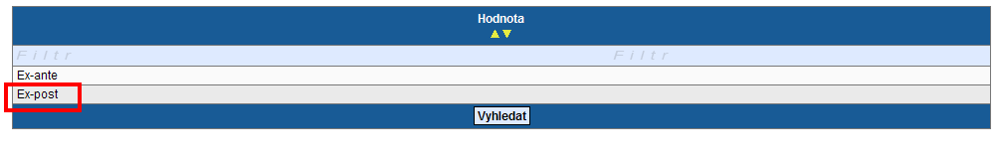 Hodnota
Filtr Filtr
Ex-ante
Ex-post
Vyhledat